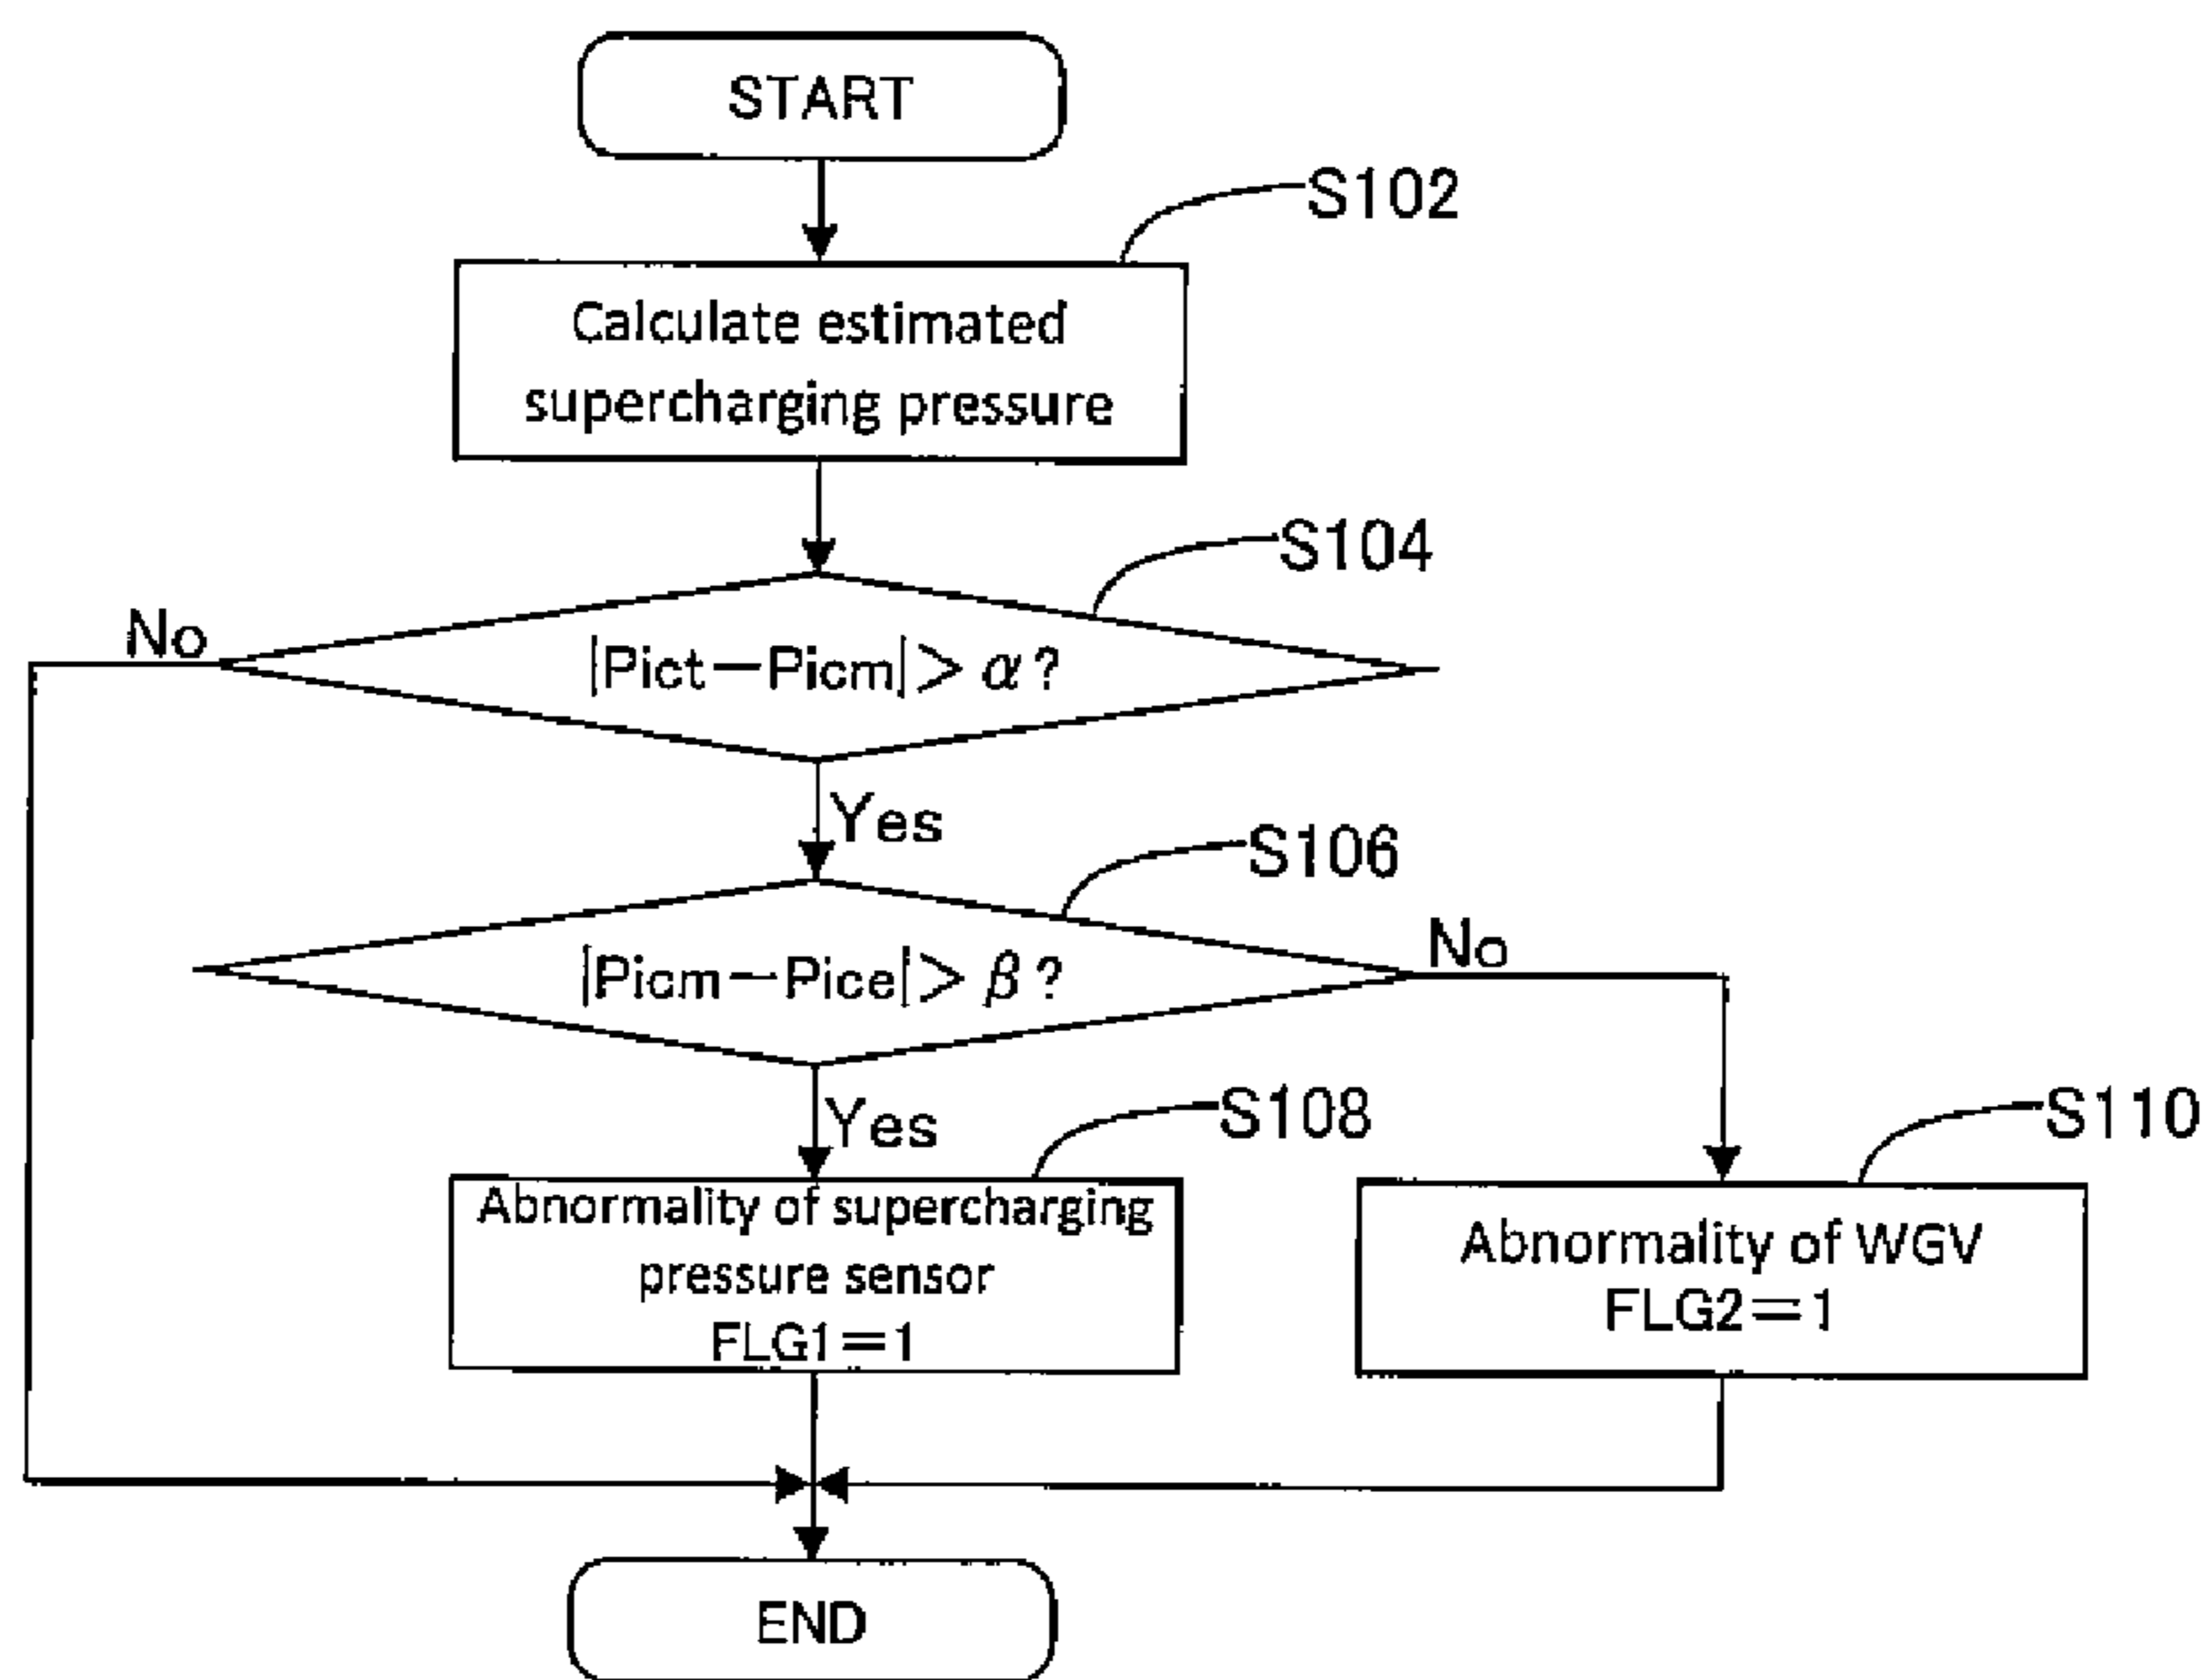 START
S102
Calculate estimated
supercharging pressure
S104
No
|Pict-Picm|> α?
Yes
S106
|Picm-Pice|> β?
No
Yes
S108
S110
Abnormality of supercharging
pressure sensor
FLG1=1
Abnormality of WGV
FLG2=1
END